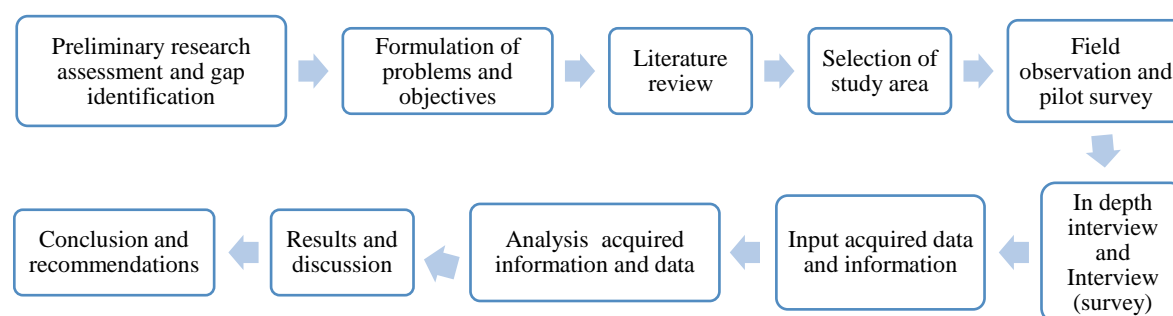 Preliminary research
assessment and gap
identification
Formulation of
problems and
objectives
Literature
review
Selection of
study area
Field
observation and
pilot survey
In depth
interview
and
Interview
(survey)
Input acquired data
and information
Analysis acquired
information and data
Results and
discussion
Conclusion and
recommendations